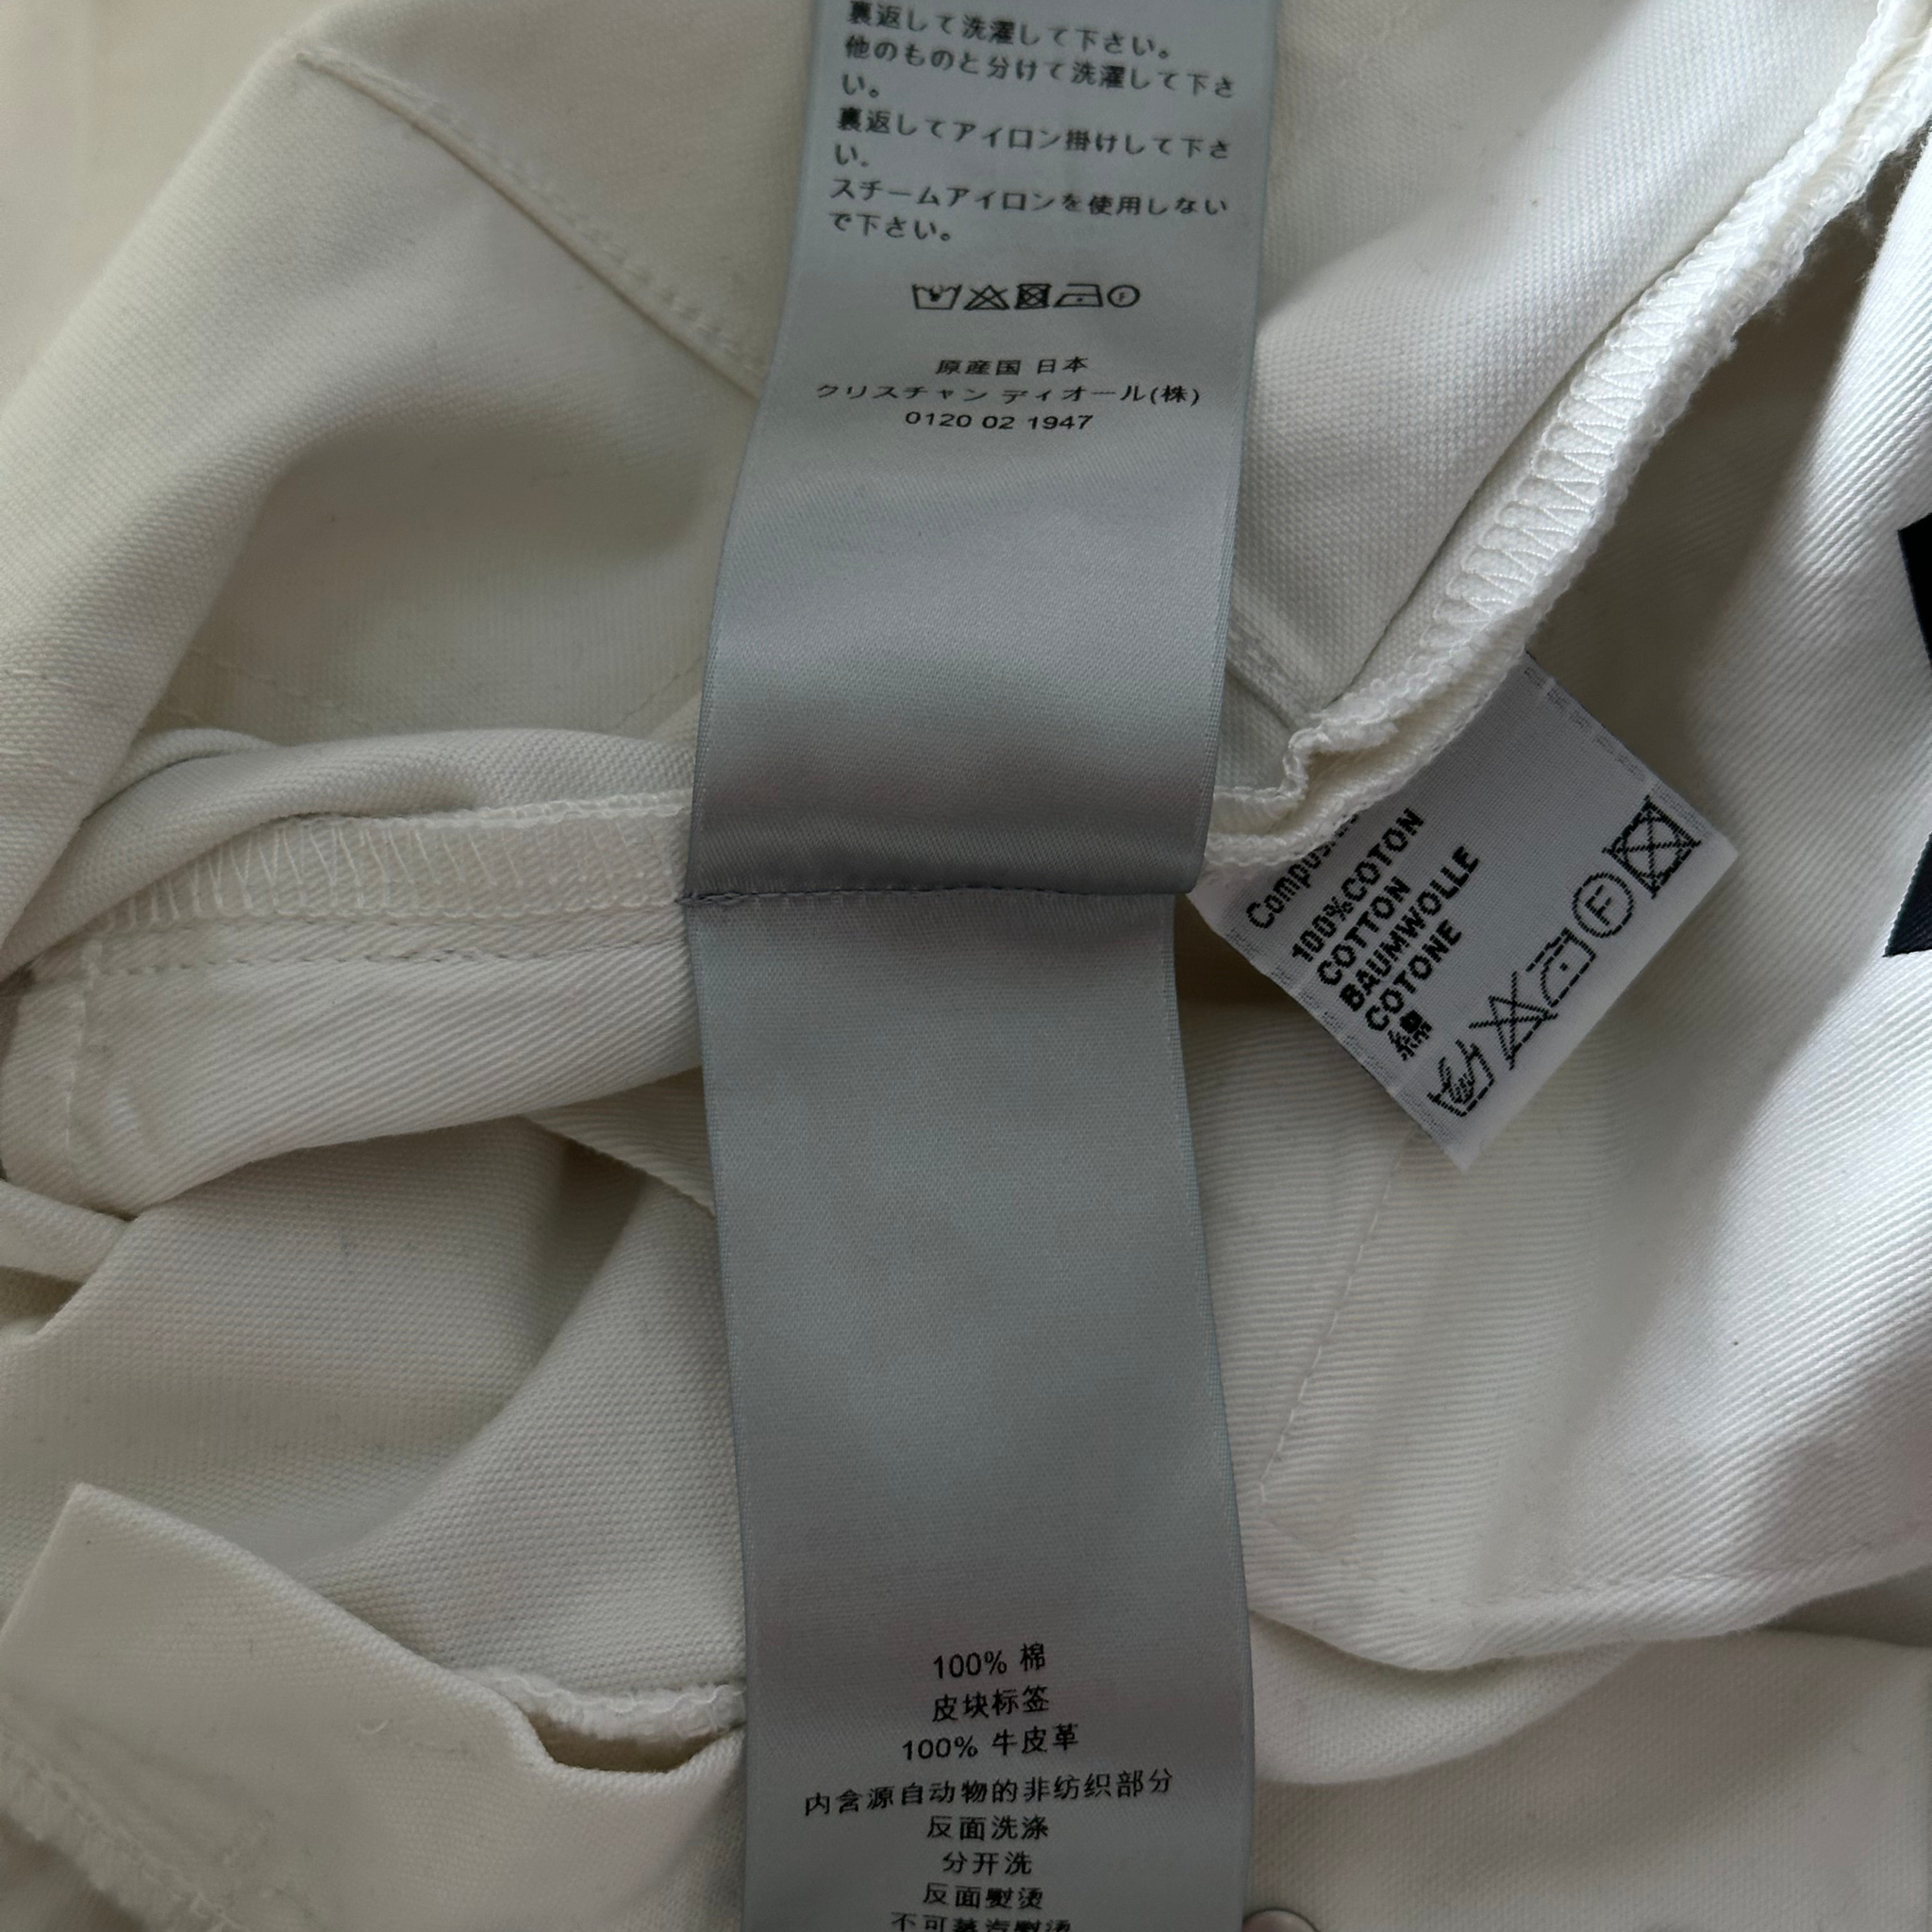 裏返して洗濯して下さい。
他のものと分けて洗濯して下さ
い。
裏返してアイロン掛けして下さ
い。
スチームアイロンを使用しない
で下さい。
F
原産国 日本
クリスチャン ディオール(株)
0120 02 1947
100%COTON
COTTON
BAUMWOLLE
COTONE
綿
F
100% 棉
皮块标签
100% 牛皮革
内含源自动物的非纺织部分
反面洗涤
分开洗
反面熨烫
不可蒸汽熨烫